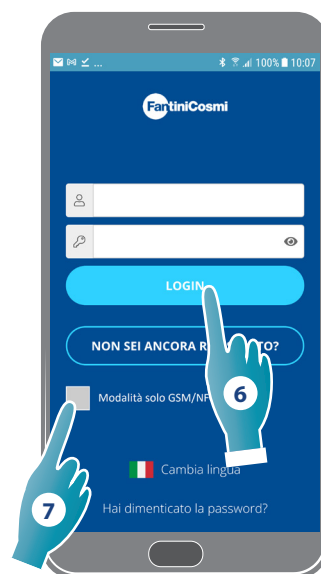 ... 100% 10:07
FantiniCosmi
LOGIN
NON SEI ANCORA TO?
Modalità solo GSM/NF
6
Cambia lingua
7
Hai dimenticato la password?